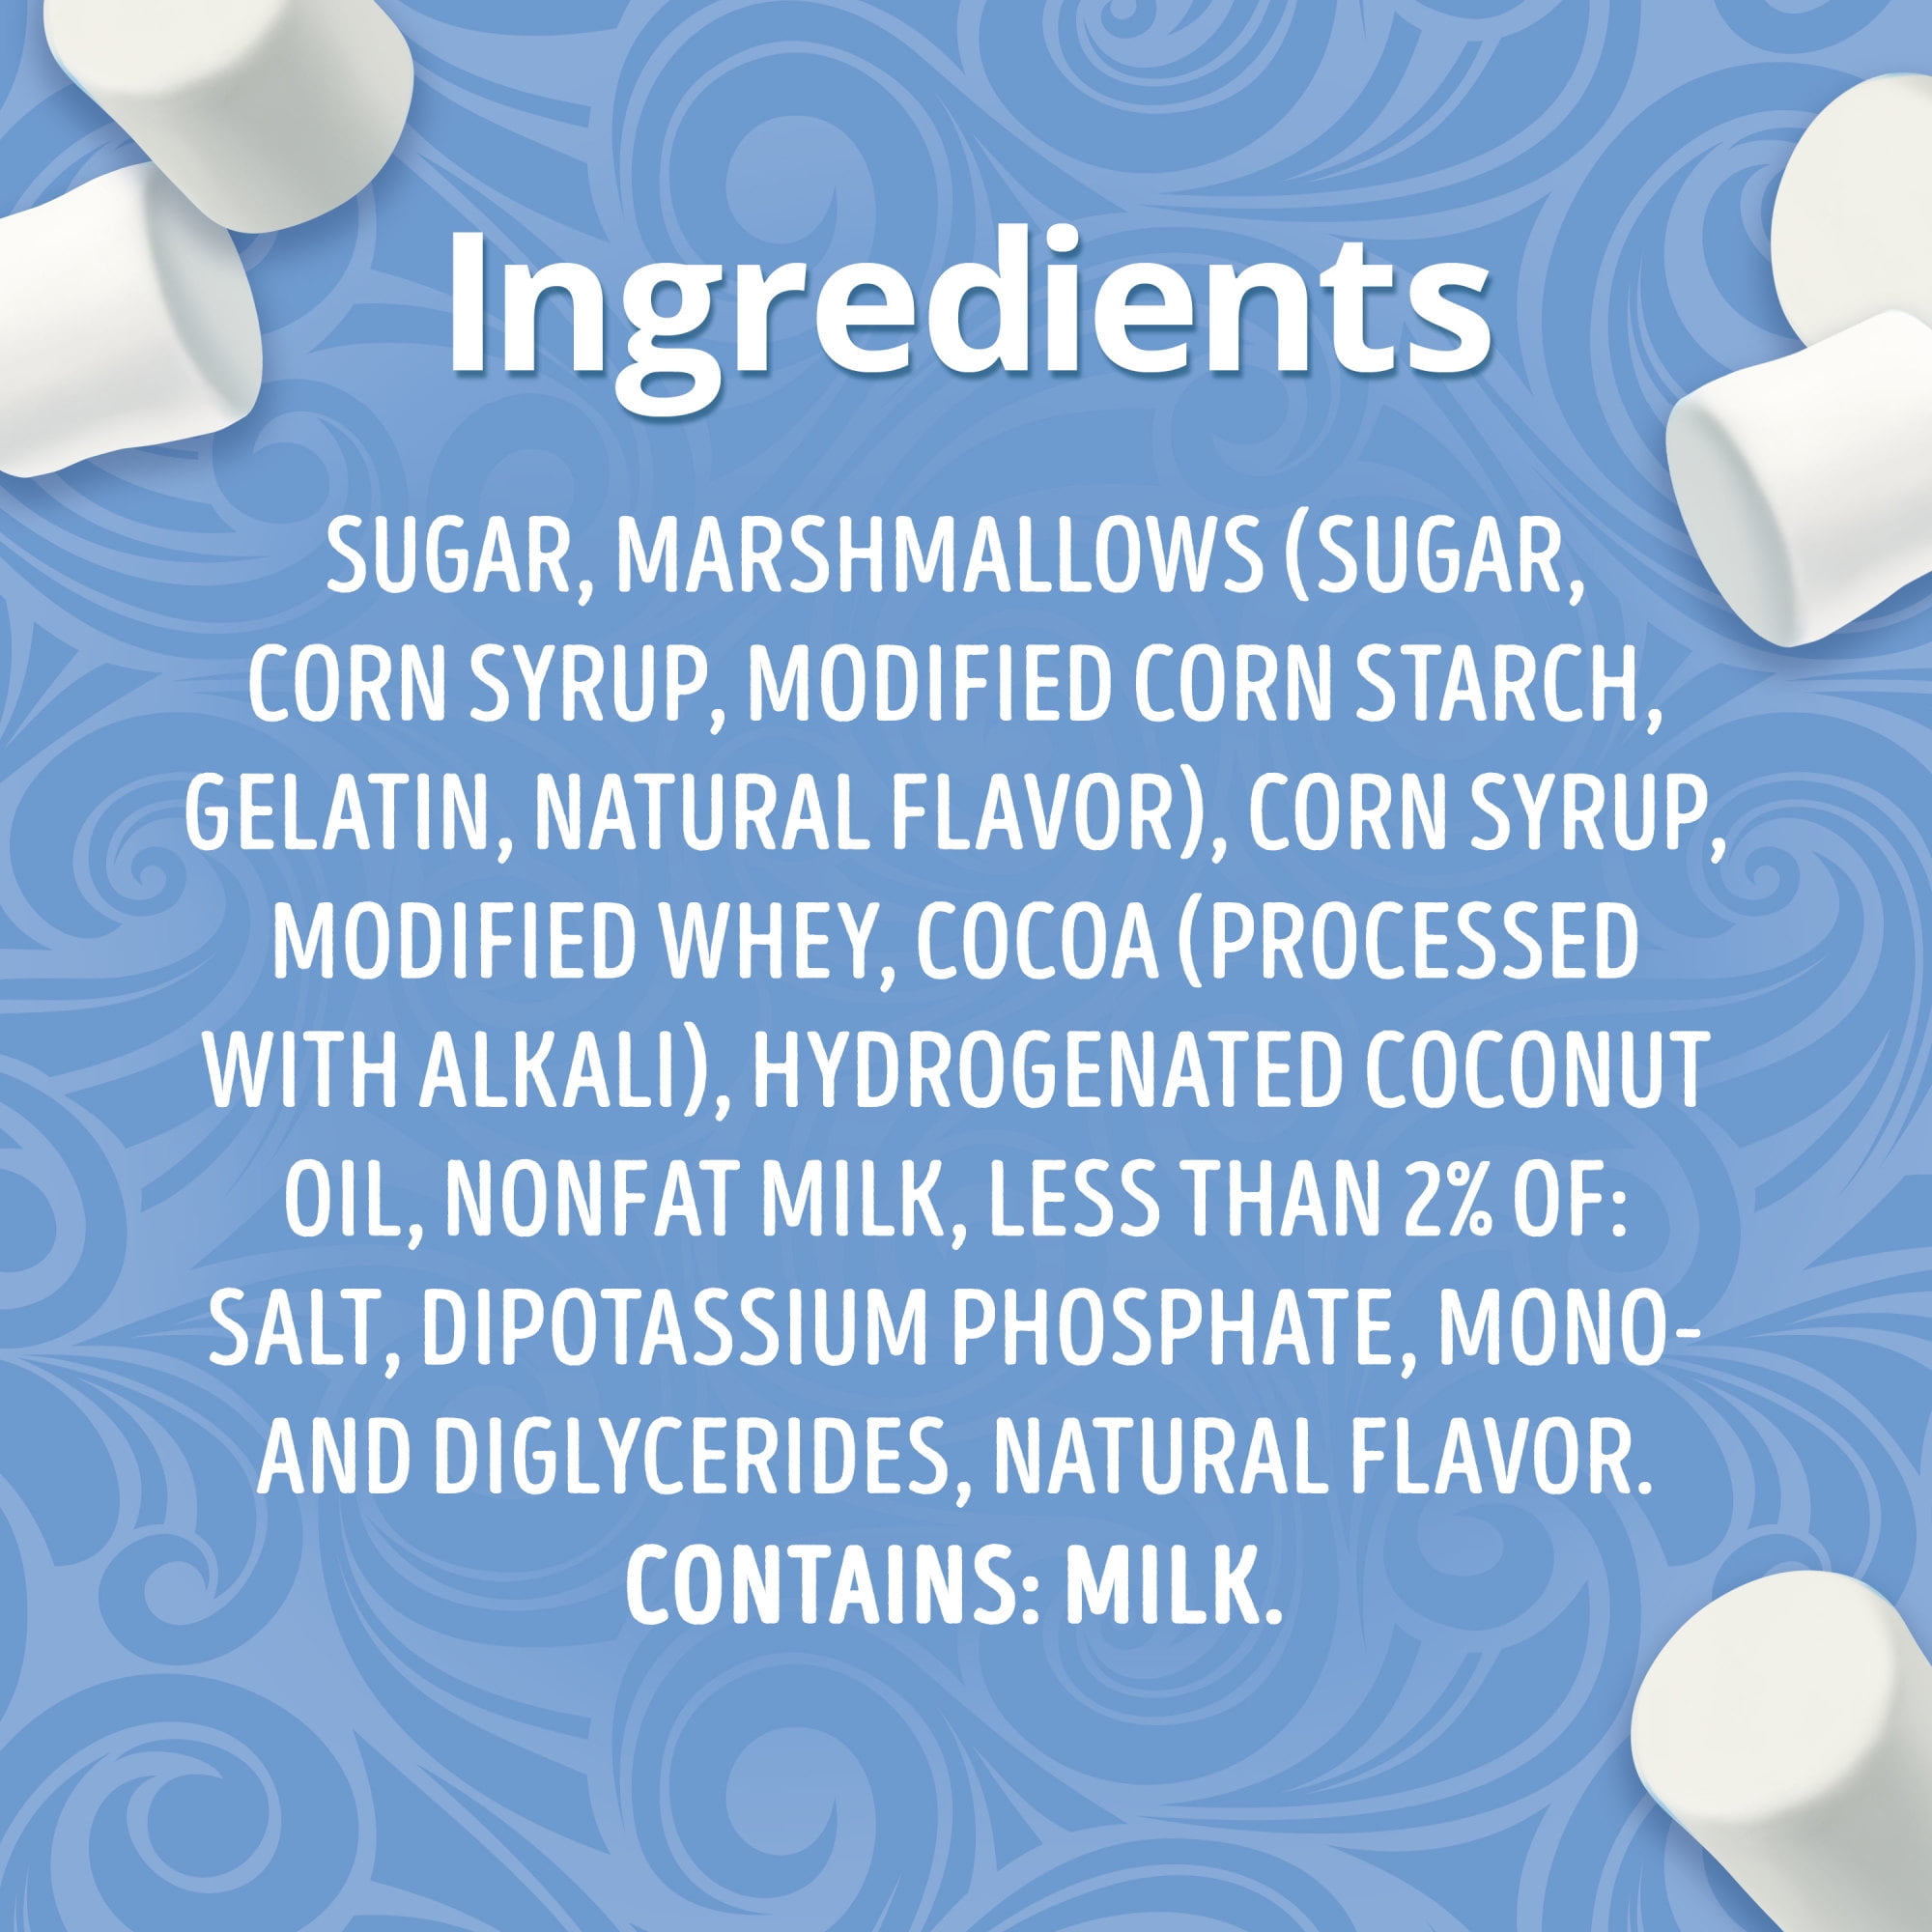 Ingredients
SUGAR, MARSHMALLOWS (SUGAR,
CORN SYRUP, MODIFIED CORN STARCH,
GELATIN, NATURAL FLAVOR), CORN SYRUP,
MODIFIED WHEY, COCOA (PROCESSED
WITH ALKALI), HYDROGENATED COCONUT
OIL, NONFAT MILK, LESS THAN 2% OF:
SALT, DIPOTASSIUM PHOSPHATE, MONO-
AND DIGLYCERIDES, NATURAL FLAVOR.
CONTAINS: MILK.